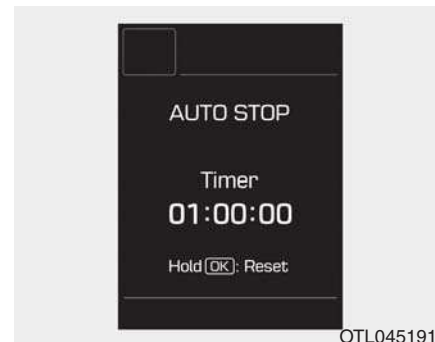 AUTO STOP
Timer
01:00:00
Hold OK: Reset
OTL045191